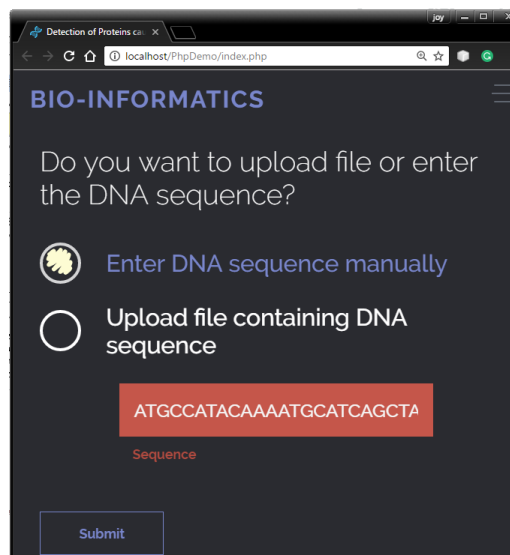 joy
Detection of Proteins ca
localhost/PhpDemo/index.php
BIO-INFORMATICS
Do you want to upload file or enter
the DNA sequence?
Enter DNA sequence manually
Upload file containing DNA
sequence
ATGCCATACAAAATGCATCAGCTA
Sequence
Submit